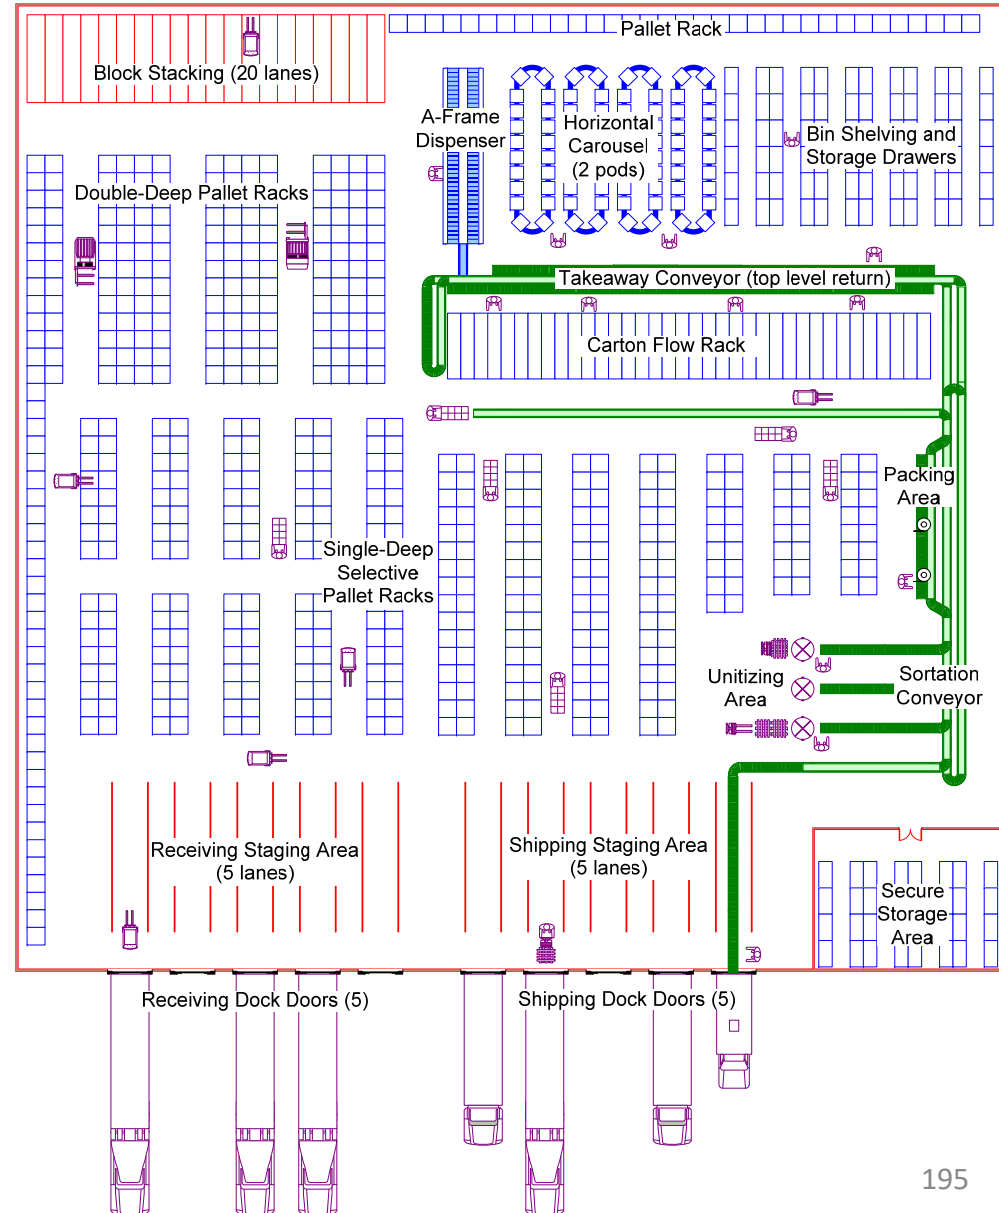 Pallet Rack
Block Stacking (20 lanes)
A-Frame
Dispenser
Horizontal
Carousel
(2 pods)
Bin Shelving and
Storage Drawers
Double-Deep Pallet Racks
Takeaway Conveyor (top level return)
Carton Flow Rack
Packing
Area
Single-Deep
Selective
Pallet Racks
Unitizing
Area
Sortation
Conveyor
Receiving Staging Area
(5 lanes)
Shipping Staging Area
(5 lanes)
Secure
Storage
Area
Receiving Dock Doors (5)
Shipping Dock Doors (5)
195